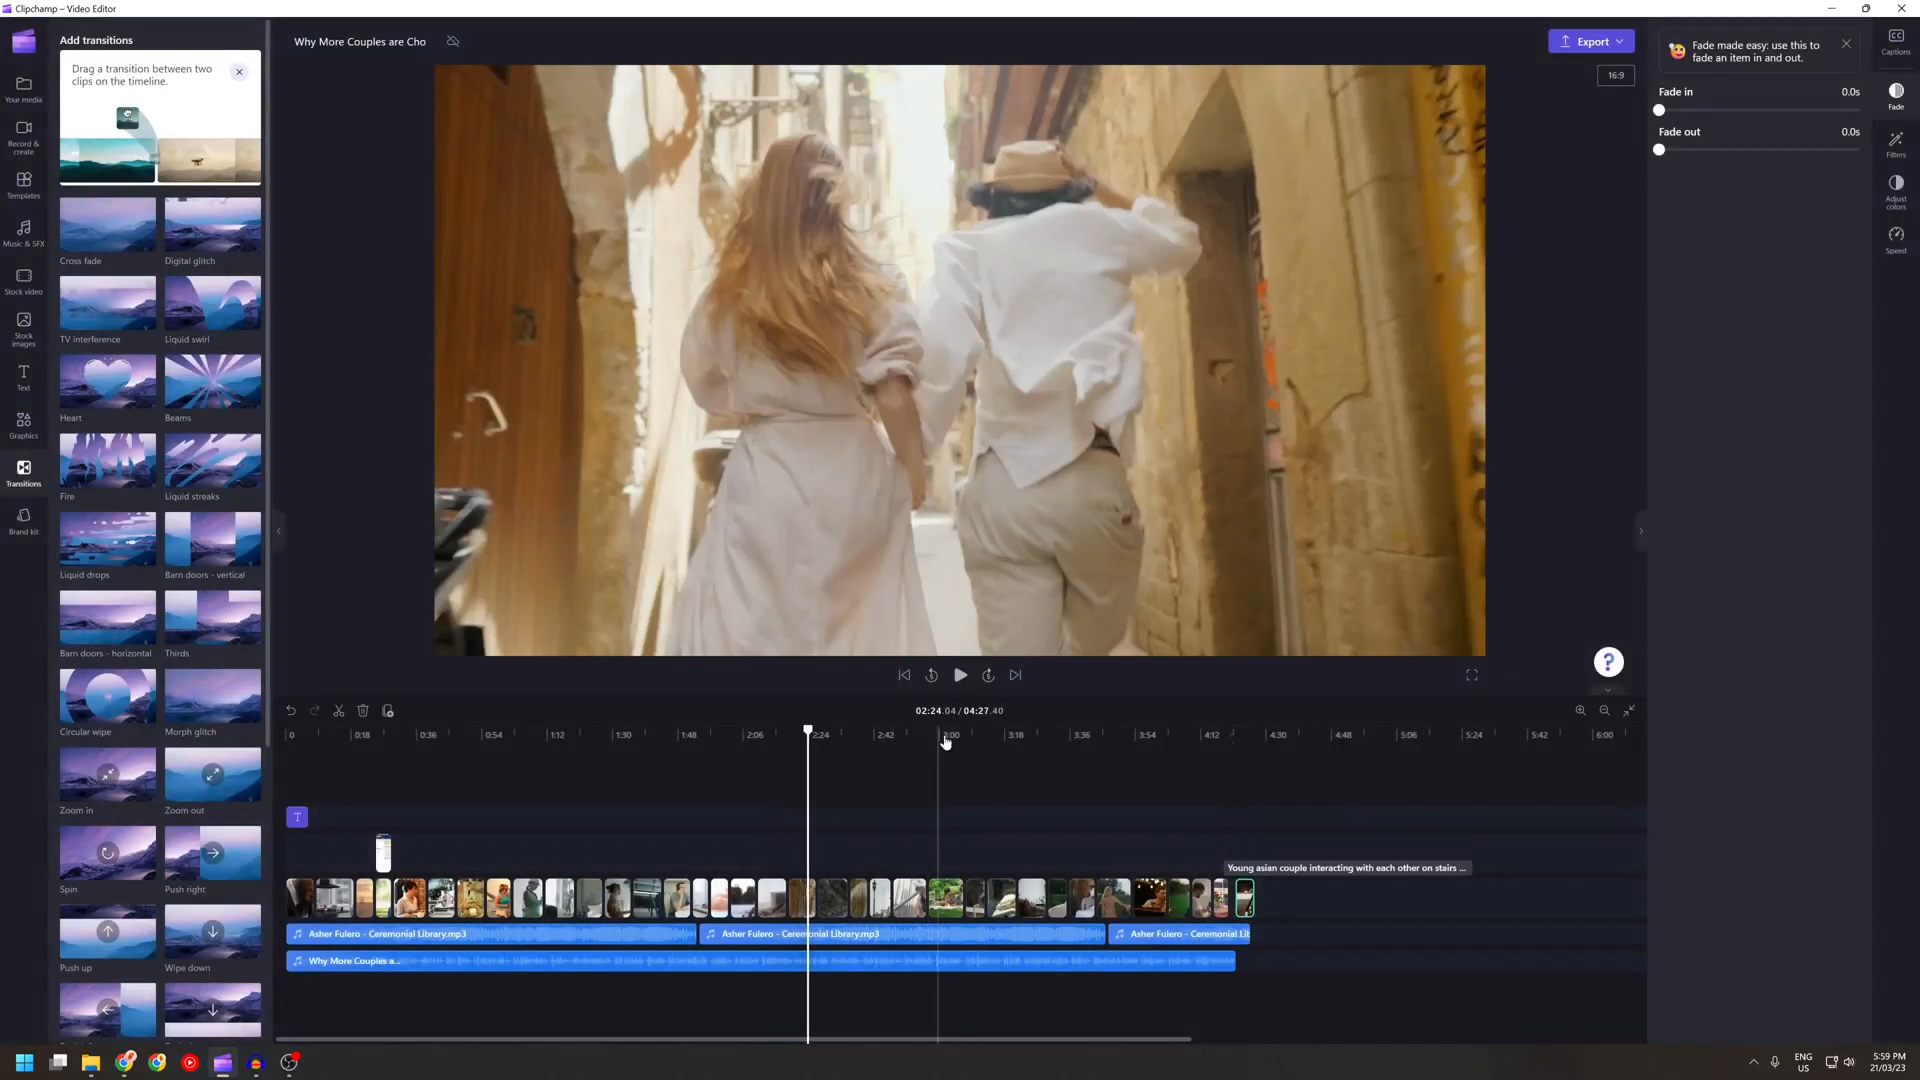 Clipchamp – Video Editor
Add transitions
Drag a transition between two
clips on the timeline.
Cross fade
Digital glitch
TV interference
Liquid swirl
Heart
Beams
Fire
Liquid streaks
Liquid drops
Barn doors - vertical
Barn doors - horizontal
Thirds
Circular wipe
Morph glitch
Zoom in
Zoom out
Spin
Push right
Push up
Wipe down
Your media
Record &
create
Templates
Music & SFX
Stock video
Stock
images
Text
Graphics
Transitions
Brand kit
Why More Couples are Cho
Export
16:9
Fade made easy: use this to
fade an item in and out.
Fade in 0.0s
Fade out 0.0s
CC
Captions
Fade
Filters
Adjust
colors
Speed
?
02:24.04 / 04:27.40
0 0:18 0:36 0:54 1:12 1:30 1:48 2:06 2:24 2:42 3:00 3:18 3:36 3:54 4:12 4:30 4:48 5:06 5:24 5:42 6:00
T
Young asian couple interacting with each other on stairs ...
Asher Fulero - Ceremonial Library.mp3
Asher Fulero - Ceremonial Library.mp3
Asher Fulero - Ceremonial Lib
Why More Couples a...
ENG
US
5:59 PM
21/03/23